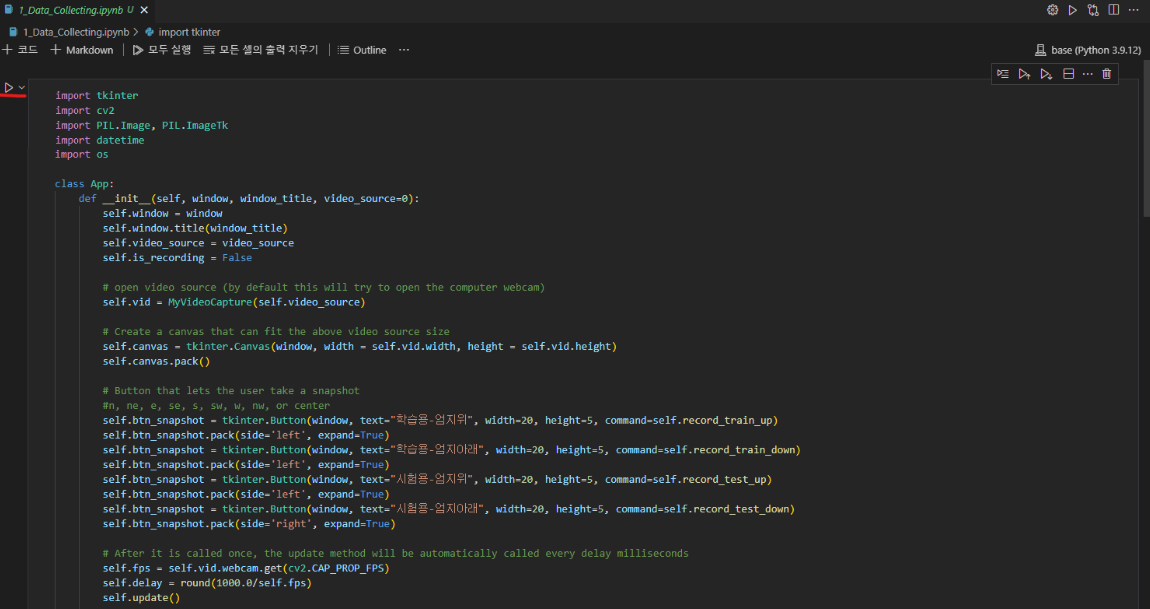 1_Data_Collecting.ipynb U
1_Data_Collecting.ipynb > import tkinter
+ 코드 + Markdown | 모두 실행 모든 셀의 출력 지우기 | Outline ...
base (Python 3.9.12)
import tkinter
import cv2
import PIL.Image, PIL.ImageTk
import datetime
import os
class App:
def __init__(self, window, window_title, video_source=0):
self.window = window
self.window.title(window_title)
self.video_source = video_source
self.is_recording = False
# open video source (by default this will try to open the computer webcam)
self.vid = MyVideoCapture(self.video_source)
# Create a canvas that can fit the above video source size
self.canvas = tkinter.Canvas(window, width = self.vid.width, height = self.vid.height)
self.canvas.pack()
# Button that lets the user take a snapshot
#n, ne, e, se, s, sw, w, nw, or center
self.btn_snapshot = tkinter.Button(window, text="학습용-엄지위", width=20, height=5, command=self.record_train_up)
self.btn_snapshot.pack(side='left', expand=True)
self.btn_snapshot = tkinter.Button(window, text="학습용-엄지아래", width=20, height=5, command=self.record_train_down)
self.btn_snapshot.pack(side='left', expand=True)
self.btn_snapshot = tkinter.Button(window, text="시험용-엄지위", width=20, height=5, command=self.record_test_up)
self.btn_snapshot.pack(side='left', expand=True)
self.btn_snapshot = tkinter.Button(window, text="시험용-엄지아래", width=20, height=5, command=self.record_test_down)
self.btn_snapshot.pack(side='right', expand=True)
# After it is called once, the update method will be automatically called every delay milliseconds
self.fps = self.vid.webcam.get(cv2.CAP_PROP_FPS)
self.delay = round(1000.0/self.fps)
self.update()